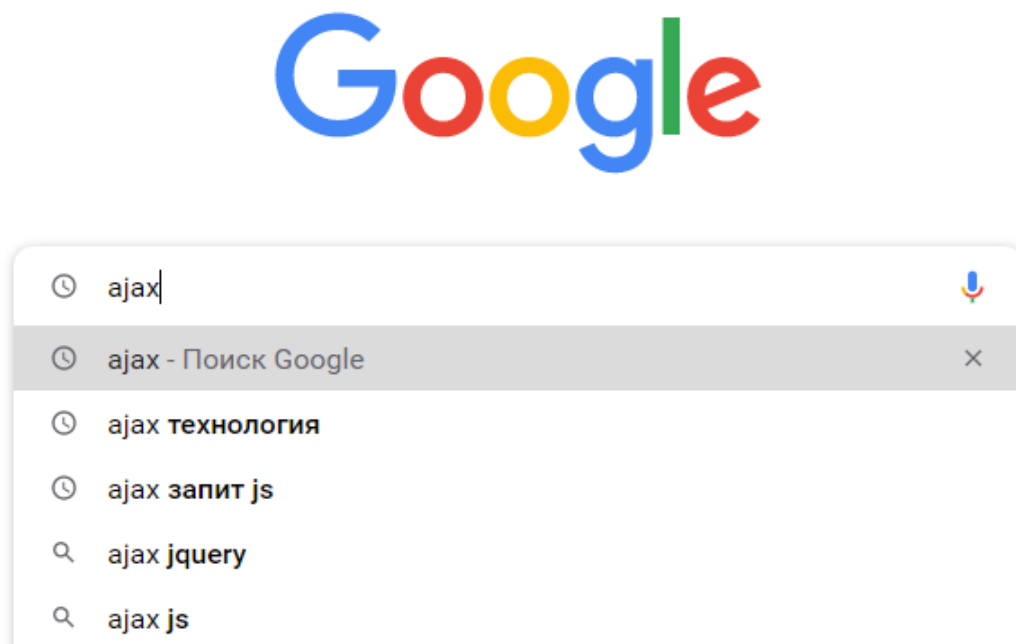 Google
ajax
ajax - Поиск Google
ajax технология
ajax запит js
ajax jquery
ajax js